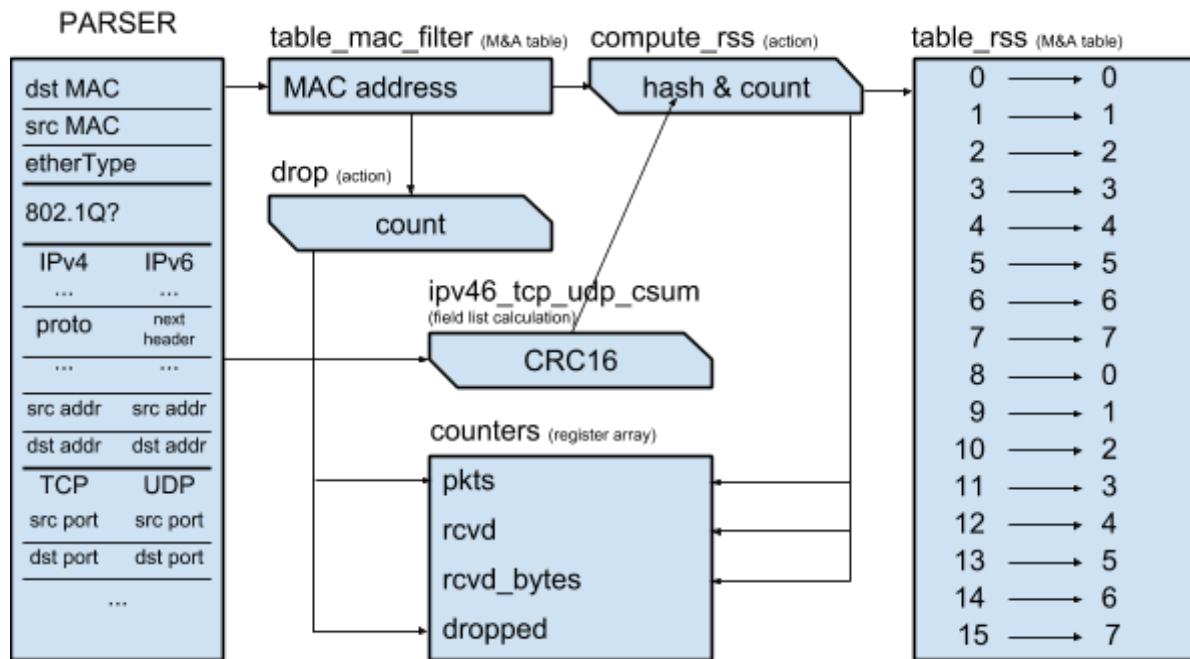 PARSER
dst MAC
src MAC
etherType
802.1Q?
IPv4 IPv6
... ...
proto next header
... ...
src addr src addr
dst addr dst addr
TCP UDP
src port src port
dst port dst port
...
table_mac_filter (M&A table)
MAC address
compute_rss (action)
hash & count
drop (action)
count
ipv46_tcp_udp_csum
(field list calculation)
CRC16
counters (register array)
pkts
rcvd
rcvd_bytes
dropped
table_rss (M&A table)
0 0
1 1
2 2
3 3
4 4
5 5
6 6
7 7
8 0
9 1
10 2
11 3
12 4
13 5
14 6
15 7